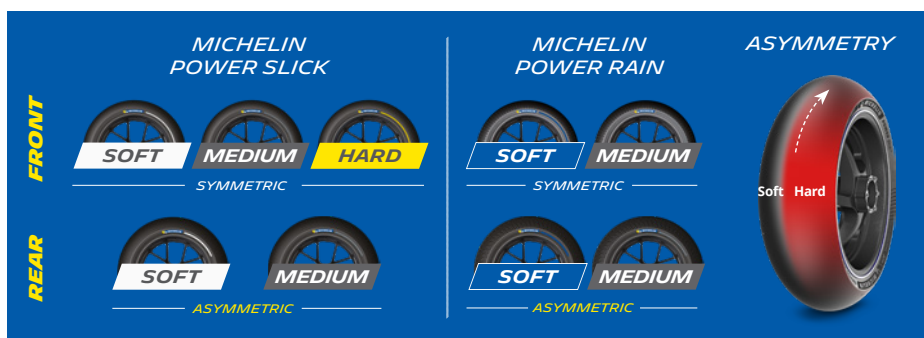 MICHELIN
POWER SLICK
MICHELIN
POWER RAIN
ASYMMETRY
FRONT
SOFT
MEDIUM
HARD
SYMMETRIC
SOFT
MEDIUM
SYMMETRIC
Soft Hard
REAR
SOFT
MEDIUM
ASYMMETRIC
SOFT
MEDIUM
ASYMMETRIC